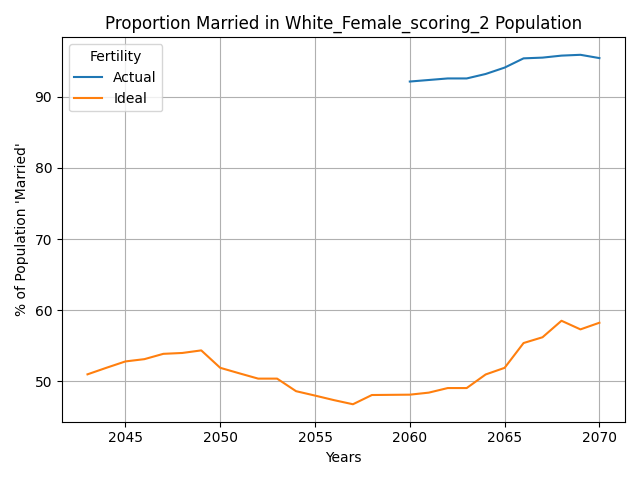 Proportion Married in White_Female_scoring_2 Population
Fertility
Actual
Ideal
% of Population 'Married'
90
80
70
60
50
2045
2050
2055
2060
2065
2070
Years